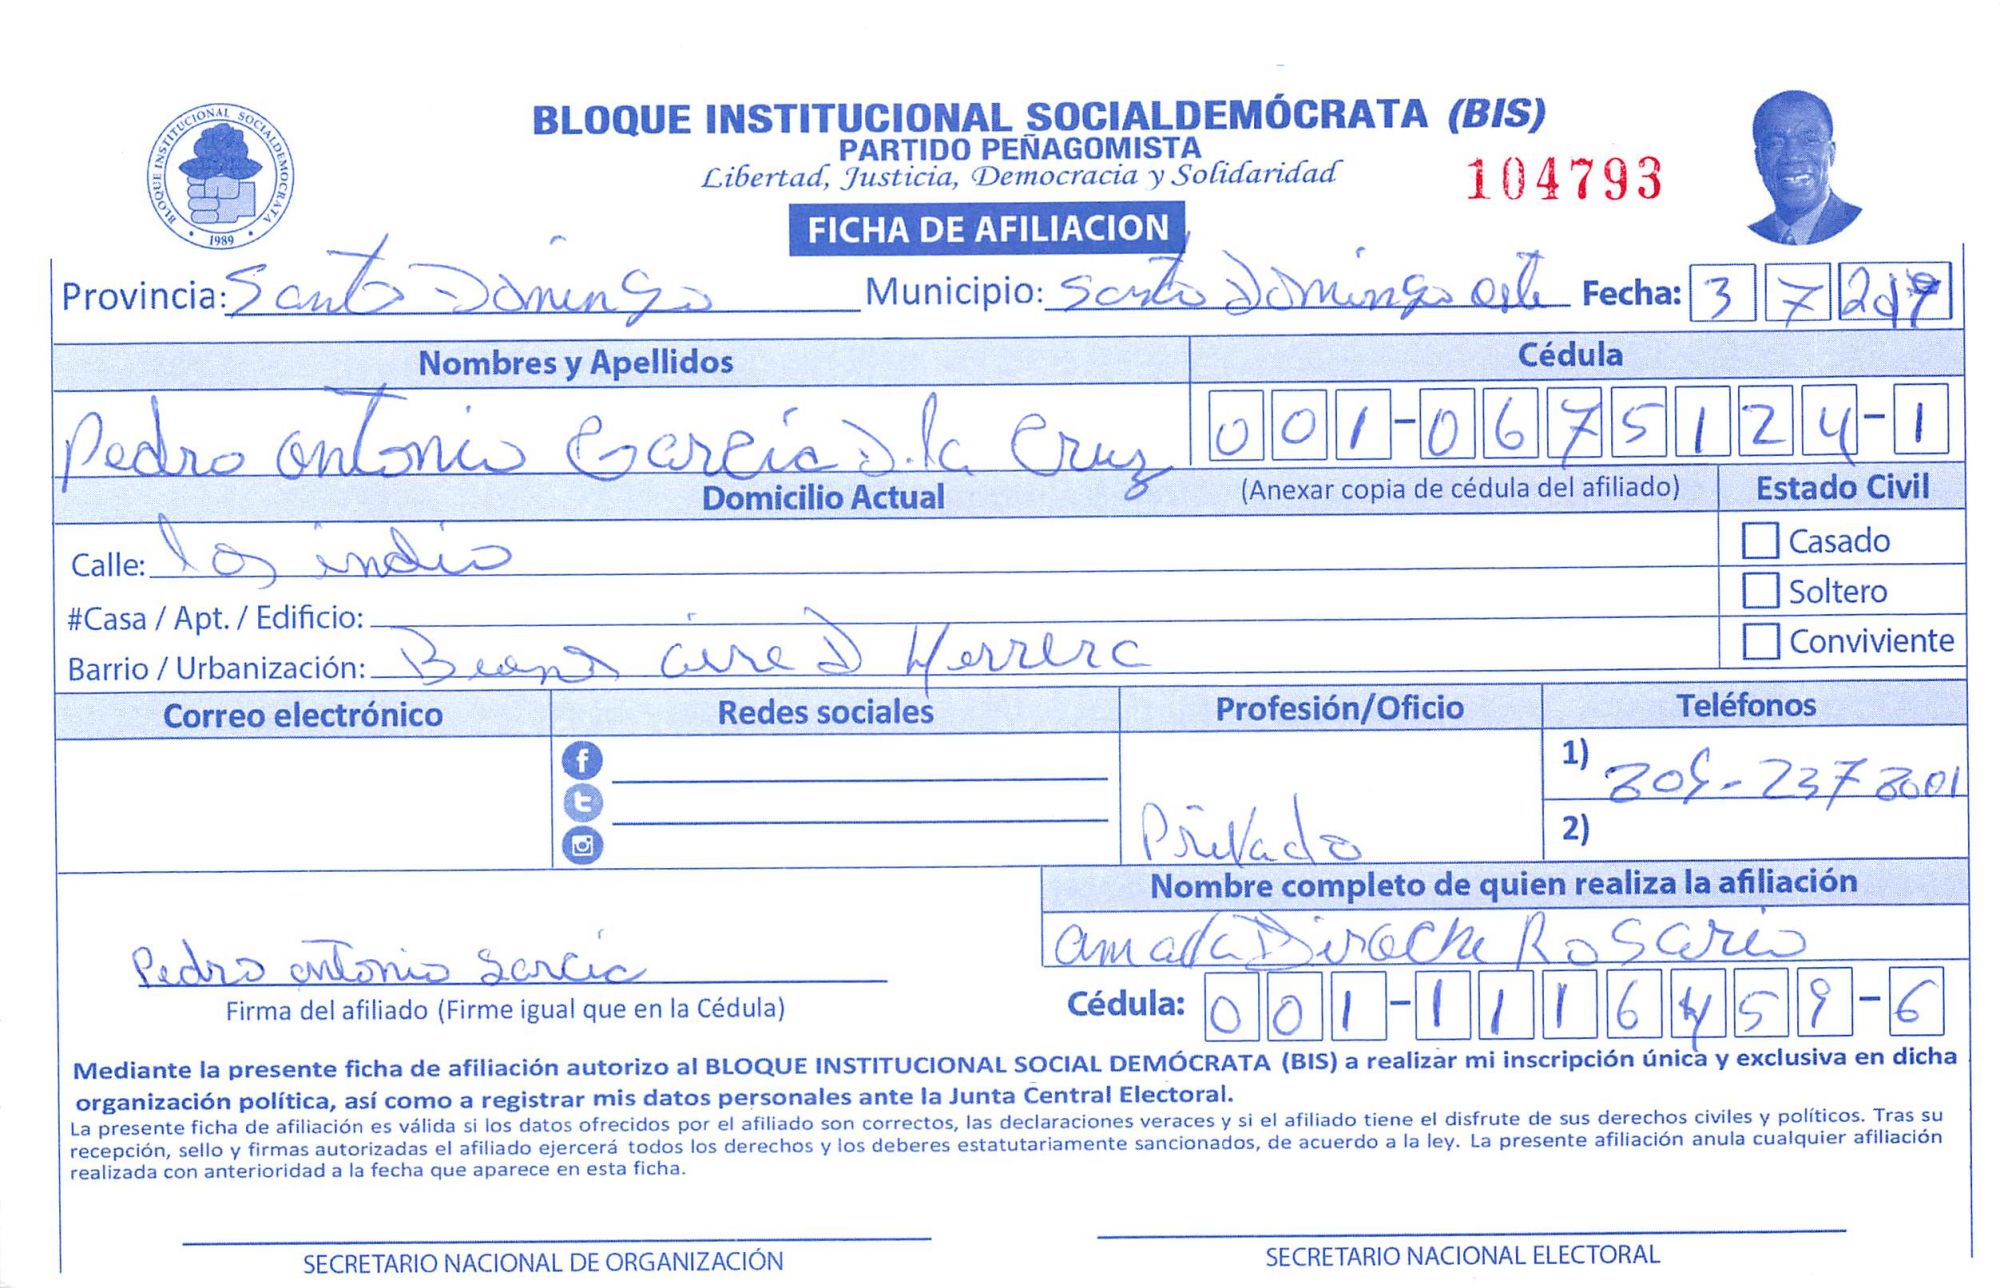 BLOQUE INSTITUCIONAL SOCIALDEMOCRATA
1989
BLOQUE INSTITUCIONAL SOCIALDEMÓCRATA (BIS)
PARTIDO PEÑAGOMISTA
Libertad, Justicia, Democracia y Solidaridad
104793
FICHA DE AFILIACION
Provincia: Santo Domingo Municipio: Santo Domingo este Fecha: 3 7
Nombres y Apellidos Cédula
Pedro Antonio García D. la Cruz 001-0675124-1
Domicilio Actual (Anexar copia de cédula del afiliado) Estado Civil
Calle: los indio Casado
#Casa / Apt. / Edificio: Soltero
Barrio / Urbanización: Herrera Conviviente
Correo electrónico Redes sociales Profesión/Oficio Teléfonos
1)
Privado 2)
Nombre completo de quien realiza la afiliación
Rosario
Pedro Antonio García
Firma del afiliado (Firme igual que en la Cédula)
Cédula: 001-1116459-6
Mediante la presente ficha de afiliación autorizo al BLOQUE INSTITUCIONAL SOCIAL DEMÓCRATA (BIS) a realizar mi inscripción única y exclusiva en dicha
organización política, así como a registrar mis datos personales ante la Junta Central Electoral.
La presente ficha de afiliación es válida si los datos ofrecidos por el afiliado son correctos, las declaraciones veraces y si el afiliado tiene el disfrute de sus derechos civiles y políticos. Tras su
recepción, sello y firmas autorizadas el afiliado ejercerá todos los derechos y los deberes estatutariamente sancionados, de acuerdo a la ley. La presente afiliación anula cualquier afiliación
realizada con anterioridad a la fecha que aparece en esta ficha.
SECRETARIO NACIONAL DE ORGANIZACIÓN SECRETARIO NACIONAL ELECTORAL